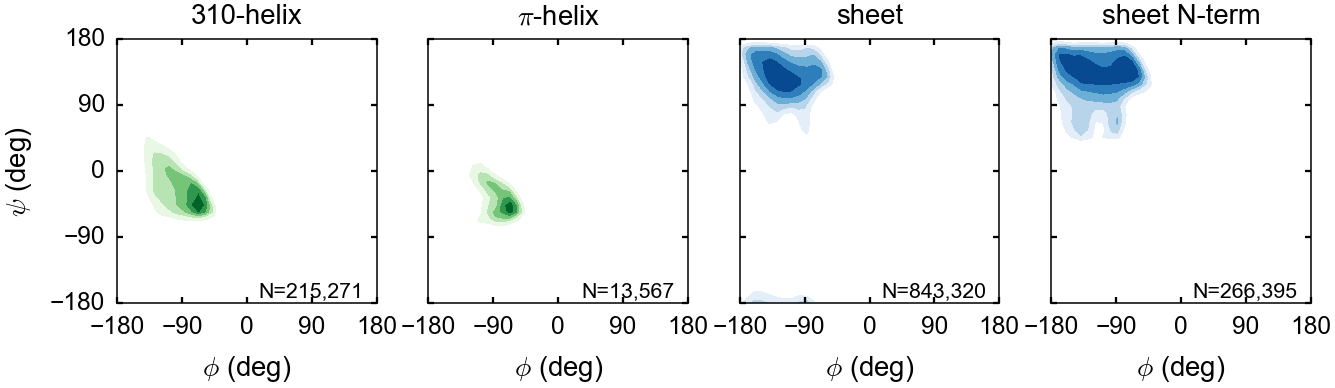 310-helix
π-helix
sheet
sheet N-term
180
90
0
−90
−180
ψ (deg)
N=215,271
N=13,567
N=843,320
N=266,395
−180 −90 0 90 180
−180 −90 0 90 180
−180 −90 0 90 180
−180 −90 0 90 180
ϕ (deg)
ϕ (deg)
ϕ (deg)
ϕ (deg)